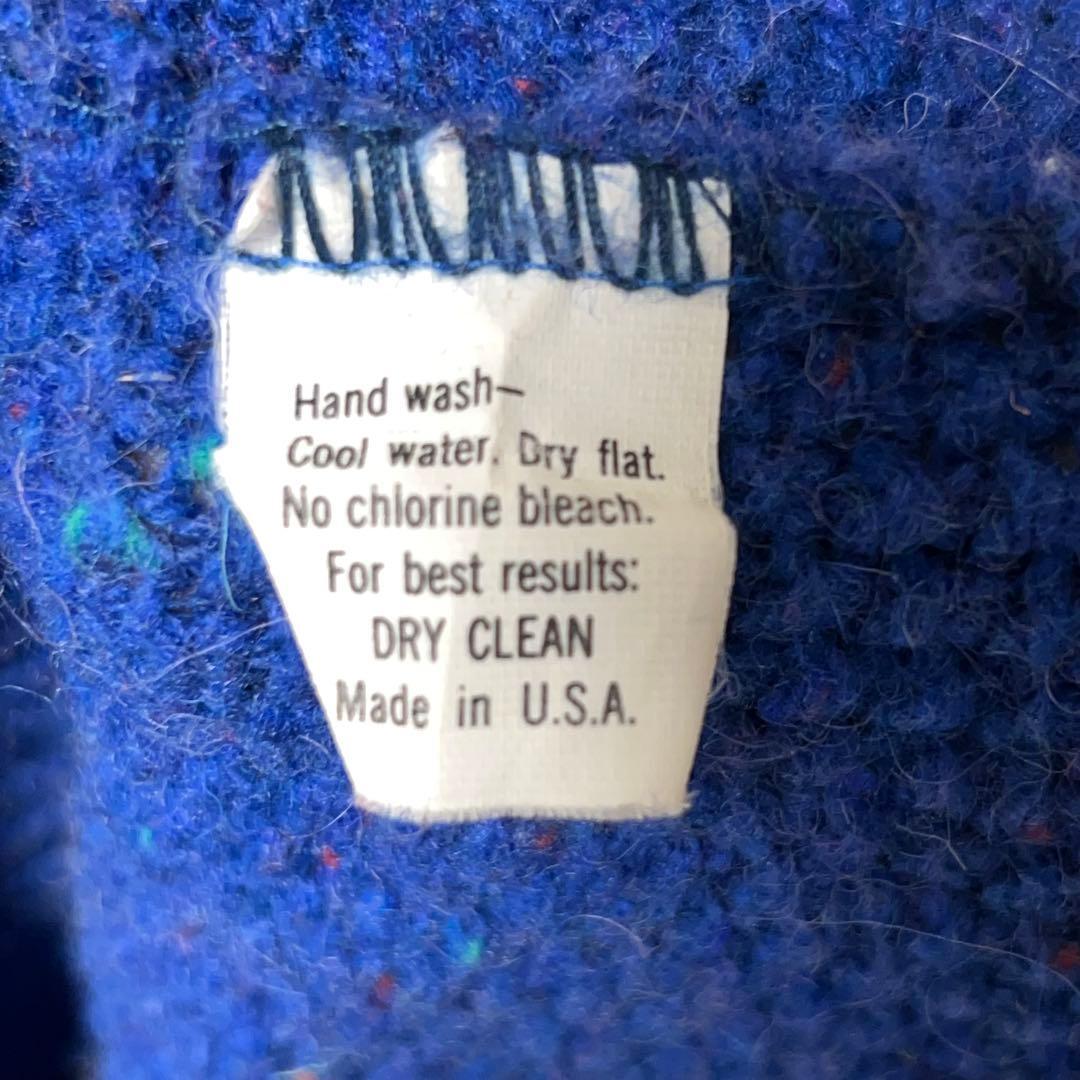 Hand wash–
Cool water. Dry flat.
No chlorine bleach.
For best results:
DRY CLEAN
Made in U.S.A.